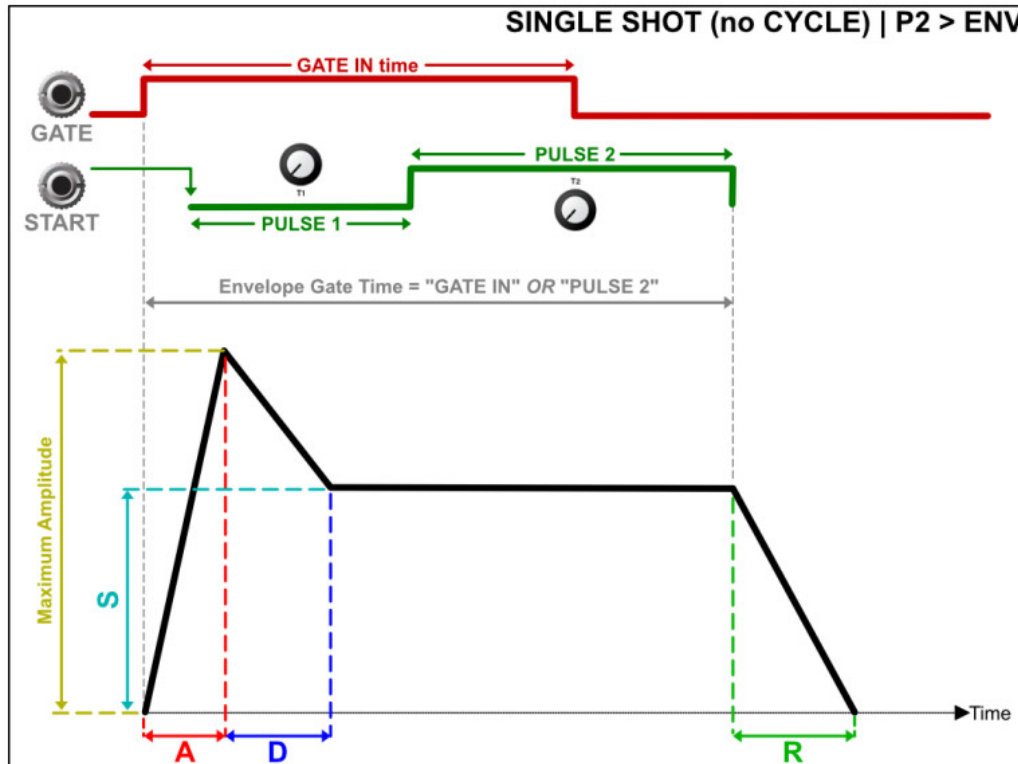 SINGLE SHOT (no CYCLE) | P2 > ENV
GATE IN time
GATE
PULSE 2
T1
T2
START
PULSE 1
Envelope Gate Time = "GATE IN" OR "PULSE 2"
Maximum Amplitude
S
Time
A
D
R